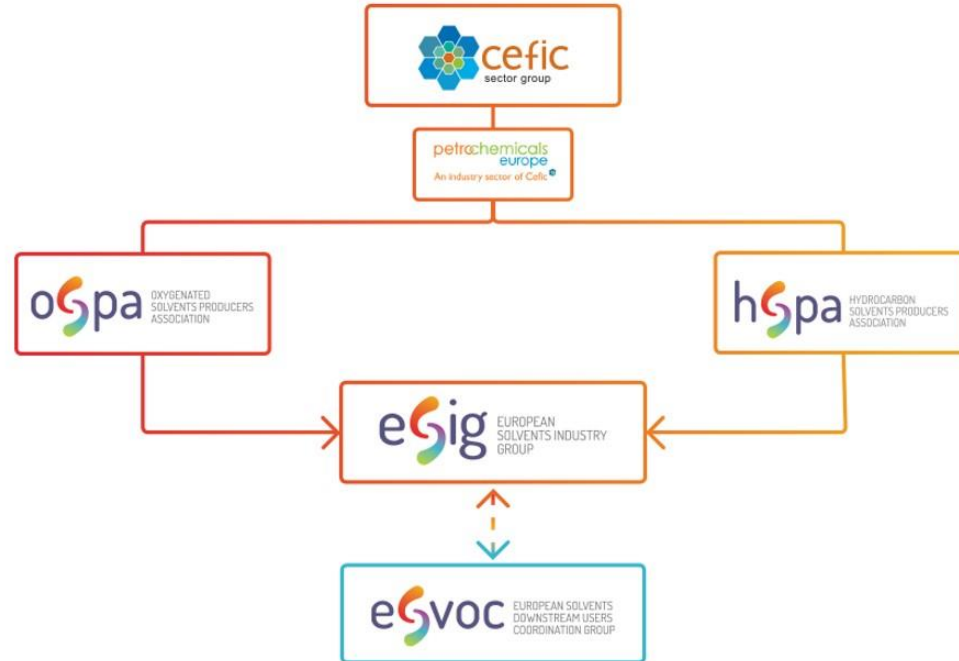 cefic
sector group
petrochemicals
europe
An industry sector of Cefic
ospa
OXYGENATED
SOLVENTS PRODUCERS
ASSOCIATION
hspa
HYDROCARBON
SOLVENTS PRODUCERS
ASSOCIATION
esig
EUROPEAN
SOLVENTS INDUSTRY
GROUP
esvoc
EUROPEAN SOLVENTS
DOWNSTREAM USERS
COORDINATION GROUP